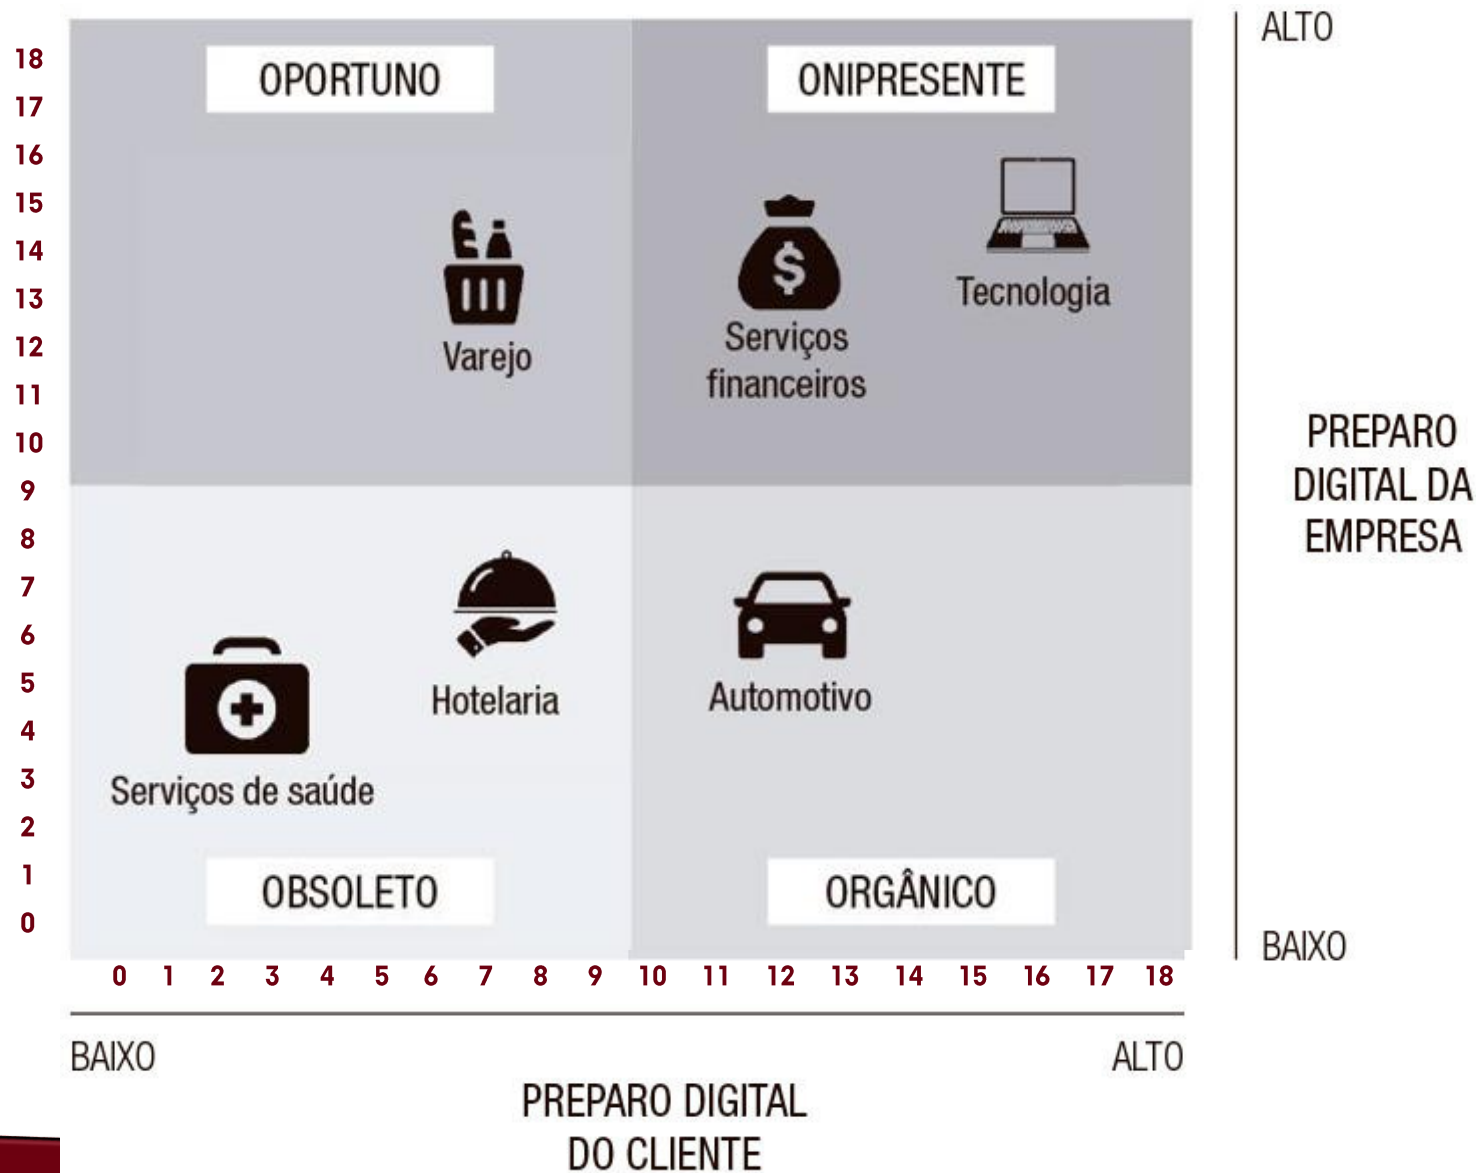 ALTO
18
OPORTUNO
ONIPRESENTE
17
16
15
14
13
Tecnologia
12
Varejo
Serviços
financeiros
11
10
PREPARO
DIGITAL DA
EMPRESA
9
8
7
6
5
Hotelaria
Automotivo
4
3
Serviços de saúde
2
1
OBSOLETO
ORGÂNICO
0
BAIXO
0 1 2 3 4 5 6 7 8 9 10 11 12 13 14 15 16 17 18
BAIXO
ALTO
PREPARO DIGITAL
DO CLIENTE
$